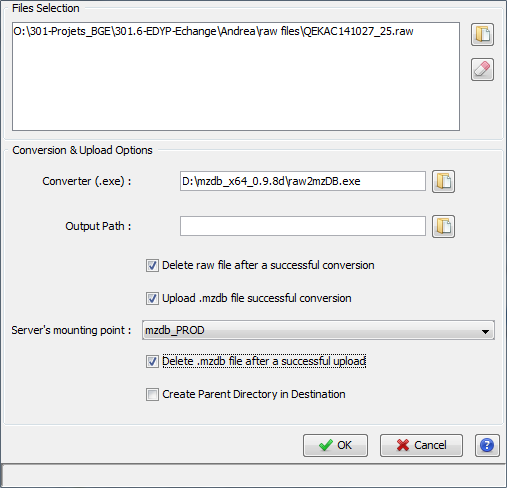 Files Selection
O:\301-Projets_BGE\301.6-EDYP-Echange\Andrea\raw files\QEKAC141027_25.raw
Conversion & Upload Options
Converter (.exe) :
D:\mzdb_x64_0.9.8d\raw2mzDB.exe
Output Path :
Delete raw file after a successful conversion
Upload .mzdb file successful conversion
Server's mounting point :
mzdb_PROD
Delete .mzdb file after a successful upload
Create Parent Directory in Destination
OK
Cancel
?